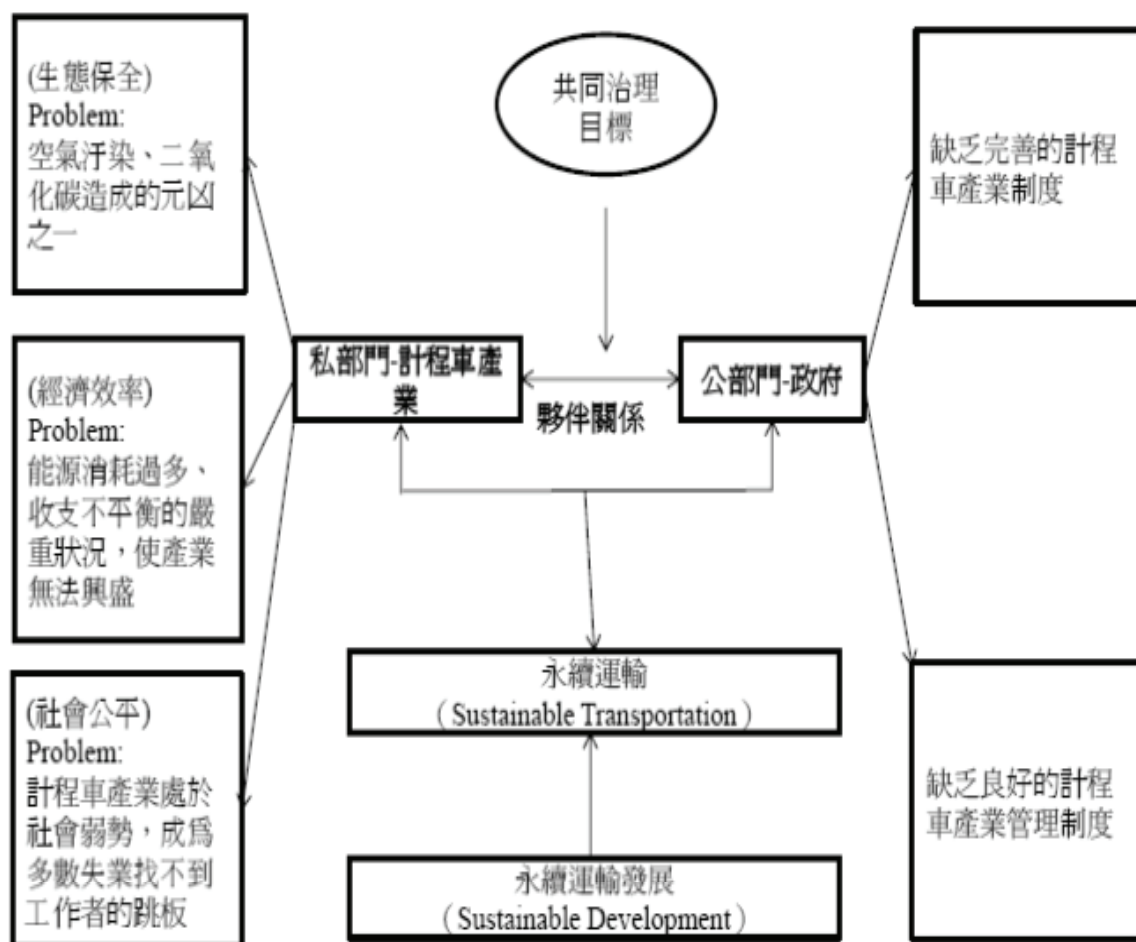 (生態保全)
Problem:
空氣汙染、二氧
化碳造成的元凶
之一
共同治理
目標
缺乏完善的計程
車產業制度
(經濟效率)
Problem:
能源消耗過多、
收支不平衡的嚴
重狀況，使產業
無法興盛
私部門-計程車產
業
夥伴關係
公部門-政府
(社會公平)
Problem:
計程車產業處於
社會弱勢，成爲
多數失業找不到
工作者的跳板
永續運輸
（Sustainable Transportation）
永續運輸發展
（Sustainable Development）
缺乏良好的計程
車產業管理制度